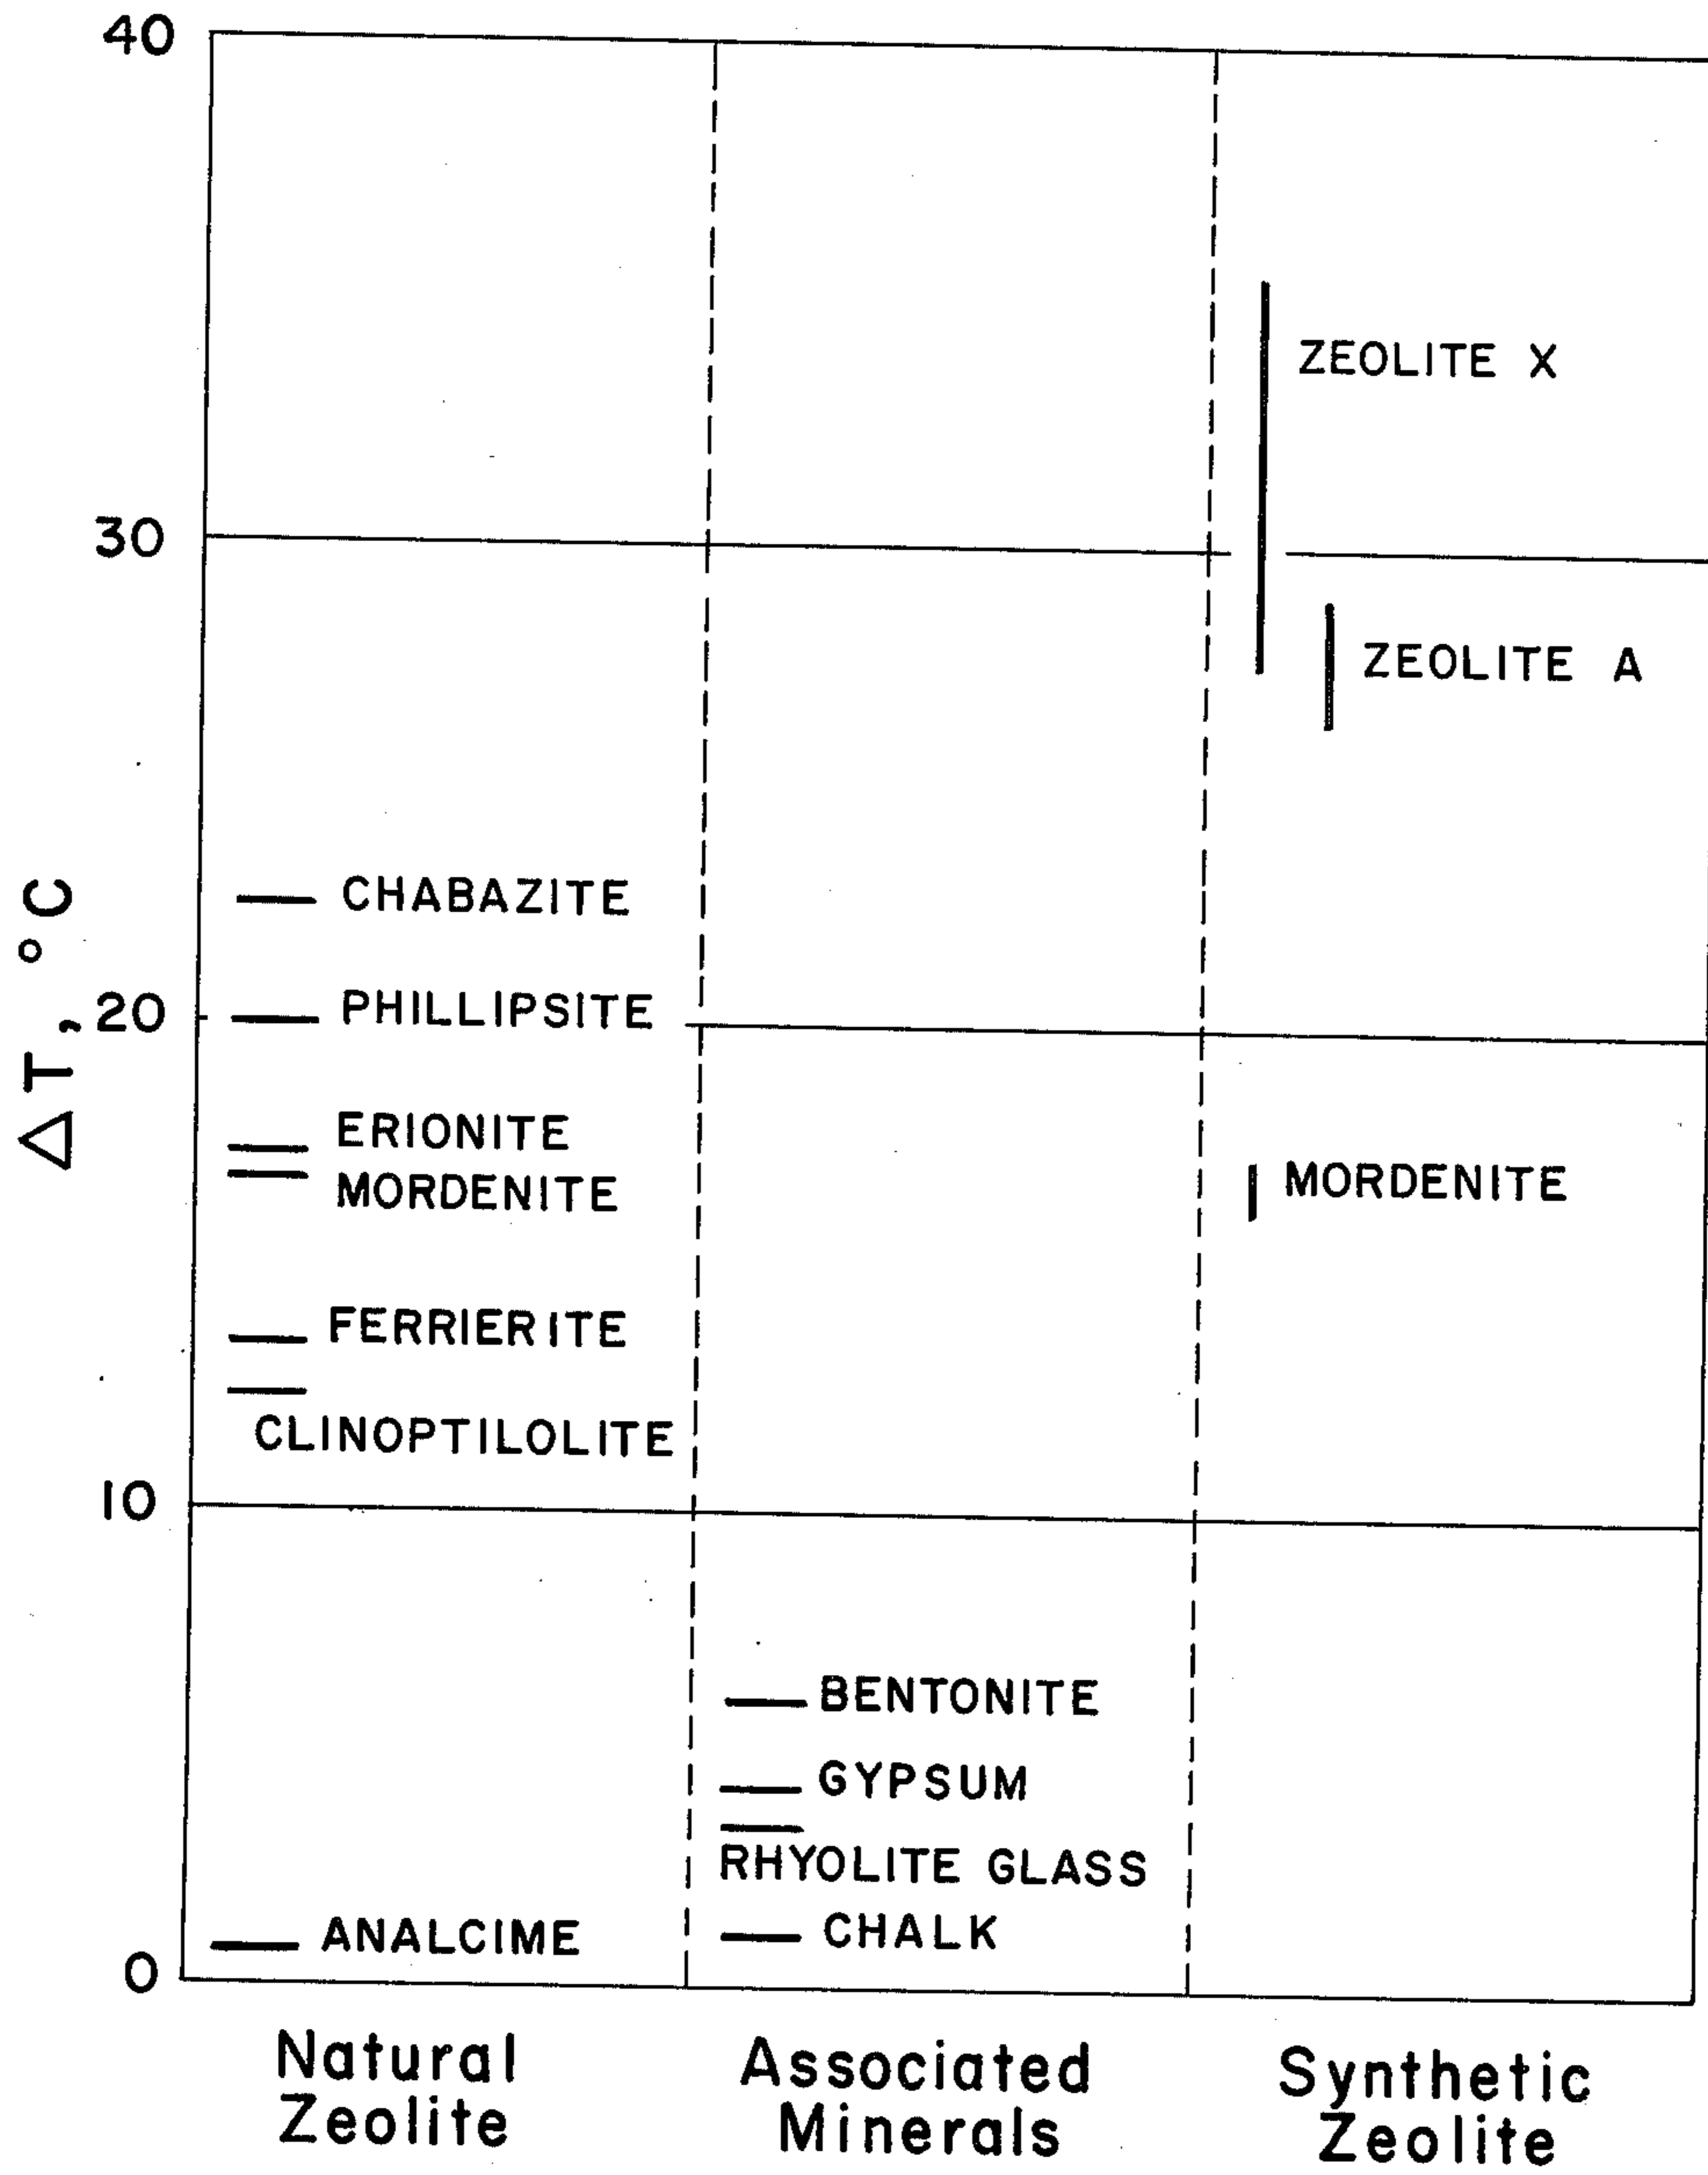 40
30
20
10
0
ΔT, °C
CHABAZITE
PHILLIPSITE
ERIONITE
MORDENITE
FERRIERITE
CLINOPTILOLITE
ANALCIME
BENTONITE
GYPSUM
RHYOLITE GLASS
CHALK
ZEOLITE X
ZEOLITE A
MORDENITE
Natural
Zeolite
Associated
Minerals
Synthetic
Zeolite